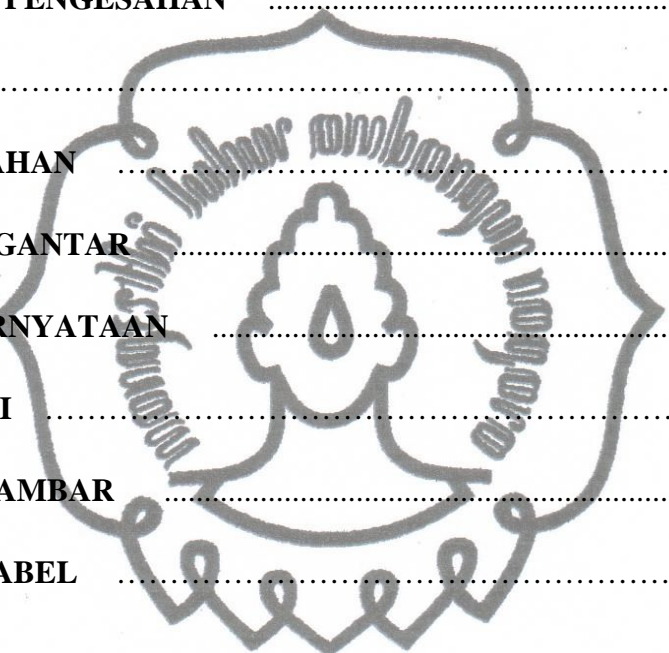 PENGESAHAN ................................................................
................................................................................
AHAN ................................................................
GANTAR ................................................................
RNYATAAN ................................................................
I ................................................................
AMBAR ................................................................
ABEL ................................................................